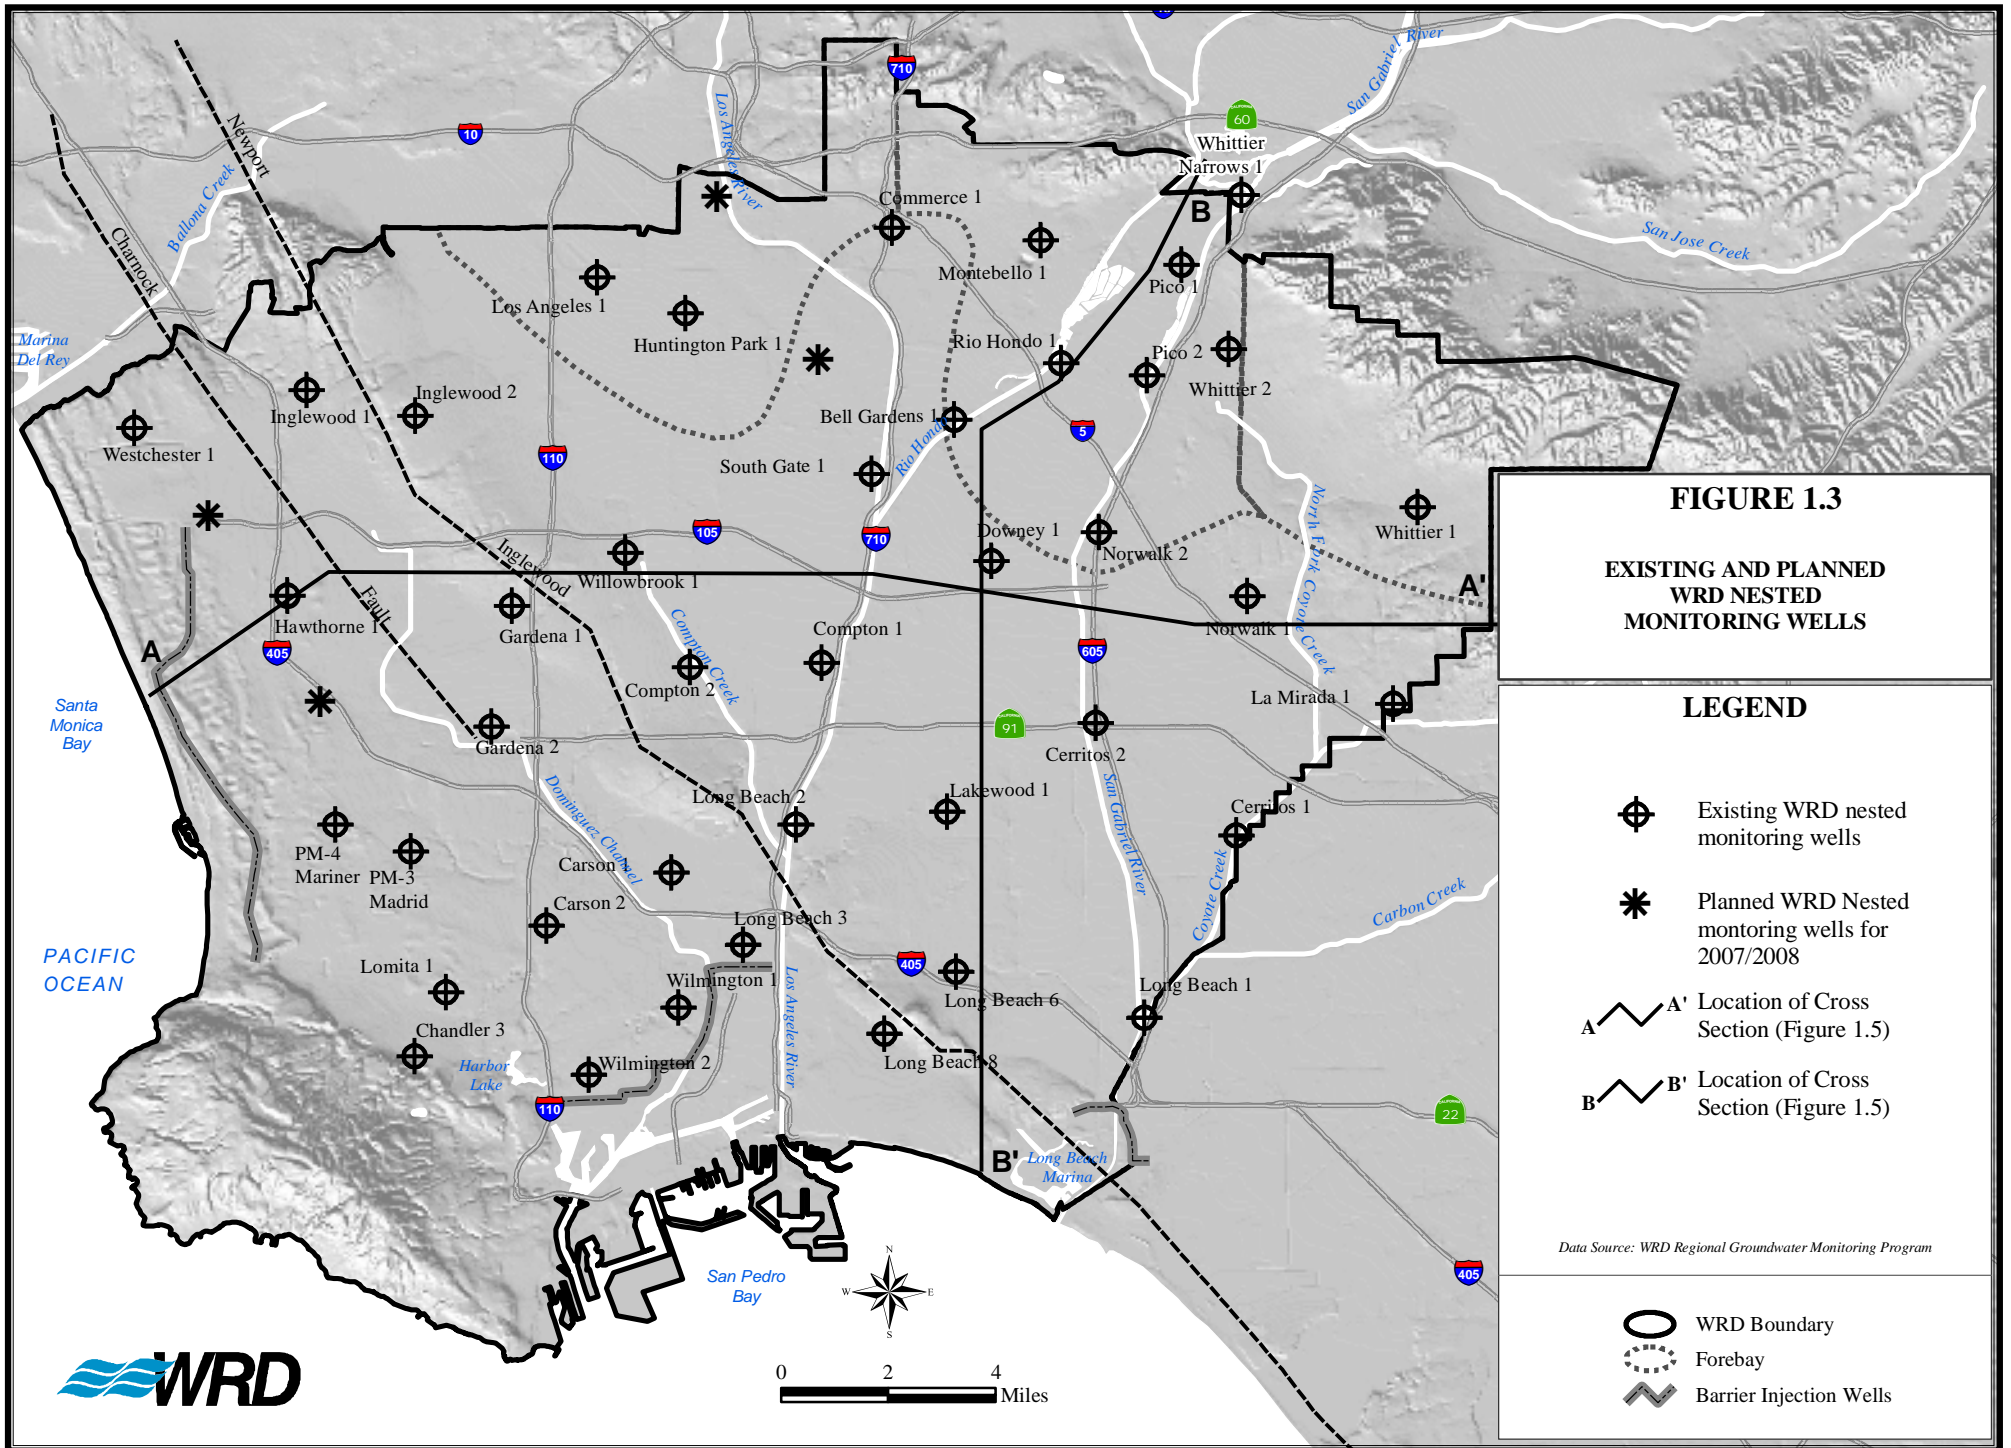 710
Los Angeles River
San Gabriel River
60
Whittier
Narrows 1
10
Newport
Ballona Creek
Charnock
Commerce 1
B
San Jose Creek
Montebello 1
Pico 1
Los Angeles 1
Huntington Park 1
Marina
Del Rey
Rio Hondo 1
Pico 2
Whittier 2
Inglewood 1
Inglewood 2
Bell Gardens 1
Rio Hondo
5
Westchester 1
110
South Gate 1
North Fork Coyote Creek
Whittier 1
105
710
Downey 1
Norwalk 2
Inglewood
Willowbrook 1
Fault
A'
Hawthorne 1
Gardena 1
Compton Creek
Compton 1
Norwalk 1
A
405
605
Compton 2
La Mirada 1
Santa
Monica
Bay
Gardena 2
91
Cerritos 2
Dominguez Channel
Long Beach 2
Lakewood 1
San Gabriel River
Cerritos 1
PM-4
Mariner
PM-3
Madrid
Carson 1
Carson 2
Coyote Creek
Carbon Creek
Long Beach 3
PACIFIC
OCEAN
Lomita 1
Wilmington 1
405
Long Beach 6
Long Beach 1
Los Angeles River
Chandler 3
Harbor
Lake
Wilmington 2
Long Beach 8
110
22
B'
Long Beach
Marina
San Pedro
Bay
405
N
W
E
S
0 2 4
Miles
WRD
FIGURE 1.3
EXISTING AND PLANNED
WRD NESTED
MONITORING WELLS
LEGEND
Existing WRD nested
monitoring wells
Planned WRD Nested
montoring wells for
2007/2008
A A' Location of Cross
Section (Figure 1.5)
B B' Location of Cross
Section (Figure 1.5)
Data Source: WRD Regional Groundwater Monitoring Program
WRD Boundary
Forebay
Barrier Injection Wells